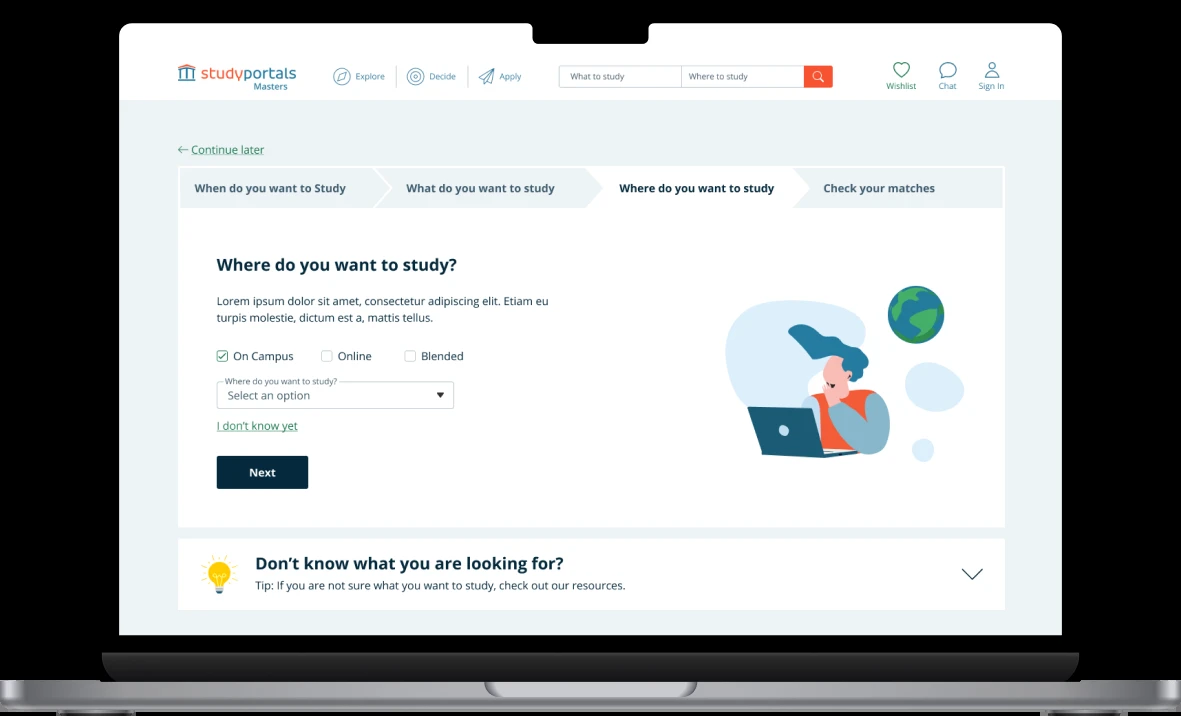 studyportals
Masters
Explore
Decide
Apply
What to study
Where to study
Wishlist
Chat
Sign In
← Continue later
When do you want to Study
What do you want to study
Where do you want to study
Check your matches
Where do you want to study?
Lorem ipsum dolor sit amet, consectetur adipiscing elit. Etiam eu
turpis molestie, dictum est a, mattis tellus.
On Campus
Online
Blended
Where do you want to study?
Select an option
I don't know yet
Next
Don't know what you are looking for?
Tip: If you are not sure what you want to study, check out our resources.